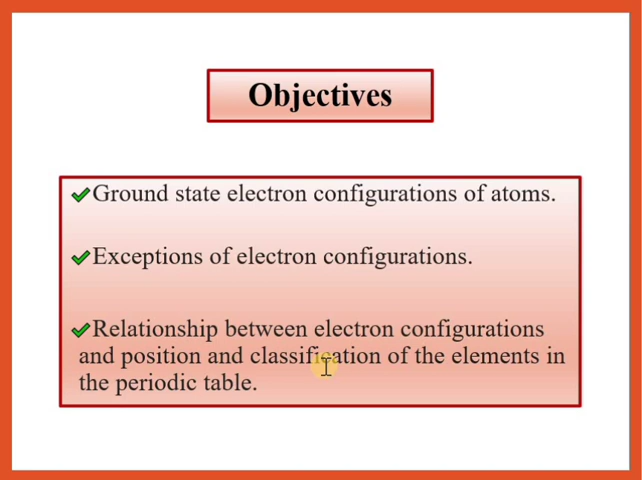 Objectives
Ground state electron configurations of atoms.
Exceptions of electron configurations.
Relationship between electron configurations
and position and classification of the elements in
the periodic table.